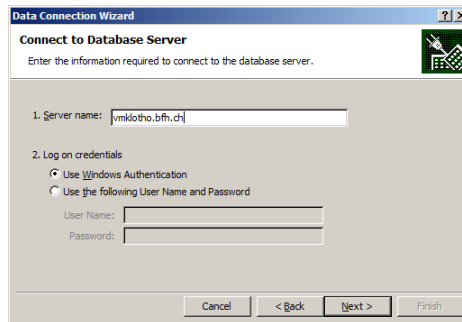 Data Connection Wizard
Connect to Database Server
Enter the information required to connect to the database server.
1. Server name: vmklotho.bfh.ch
2. Log on credentials
Use Windows Authentication
Use the following User Name and Password
User Name:
Password:
Cancel < Back Next > Finish